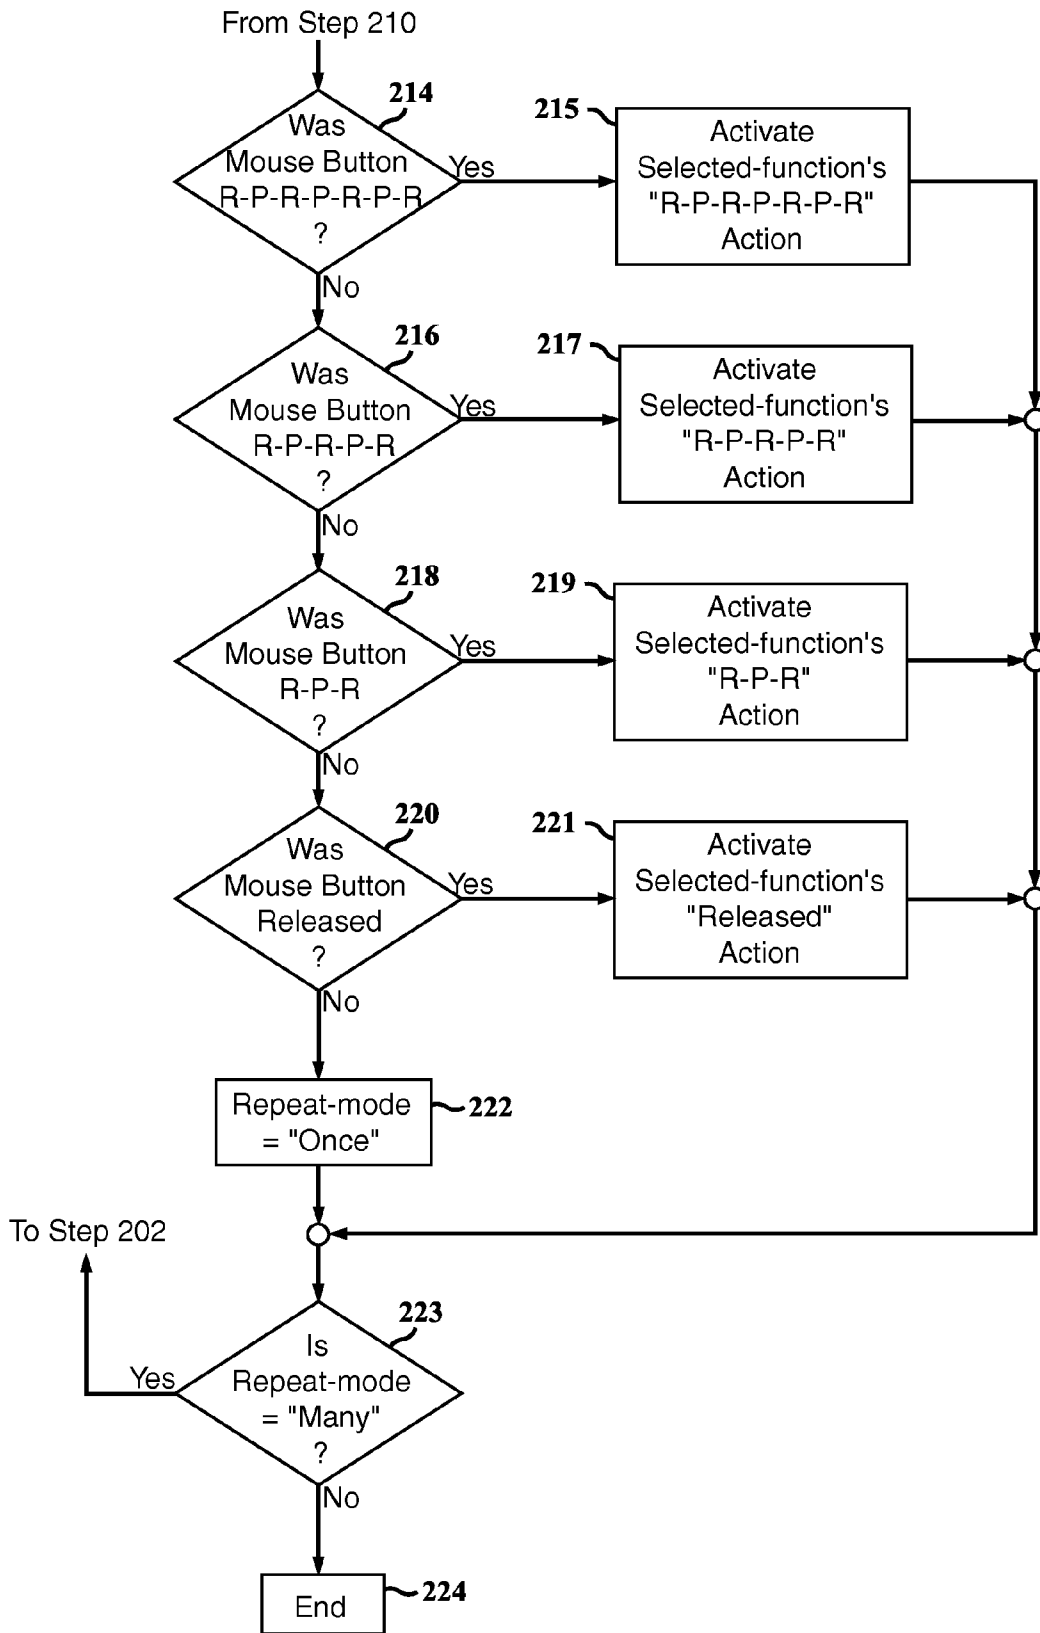 From Step 210
214
Was
Mouse Button
R-P-R-P-R-P-R
?
Yes
No
215
Activate
Selected-function's
"R-P-R-P-R-P-R"
Action
216
Was
Mouse Button
R-P-R-P-R
?
Yes
No
217
Activate
Selected-function's
"R-P-R-P-R"
Action
218
Was
Mouse Button
R-P-R
?
Yes
No
219
Activate
Selected-function's
"R-P-R"
Action
220
Was
Mouse Button
Released
?
Yes
No
221
Activate
Selected-function's
"Released"
Action
Repeat-mode
= "Once"
222
To Step 202
223
Is
Repeat-mode
= "Many"
?
Yes
No
End
224